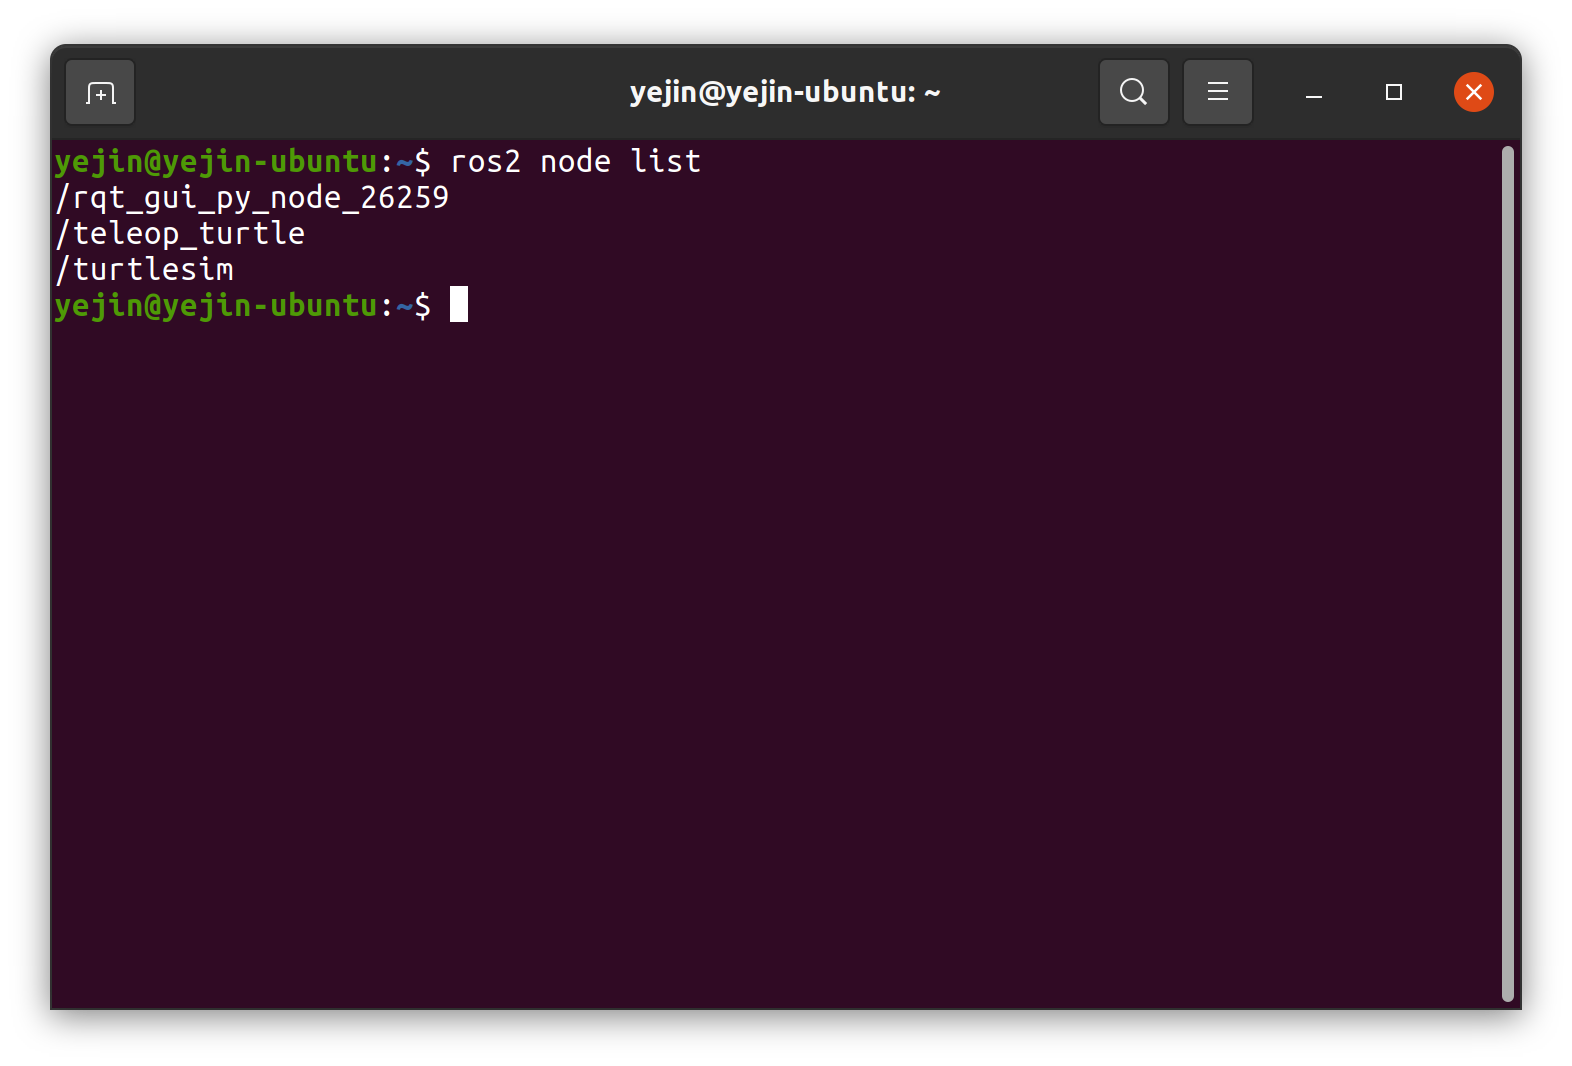 yejin@yejin-ubuntu: ~
yejin@yejin-ubuntu:~$ ros2 node list
/rqt_gui_py_node_26259
/teleop_turtle
/turtlesim
yejin@yejin-ubuntu:~$